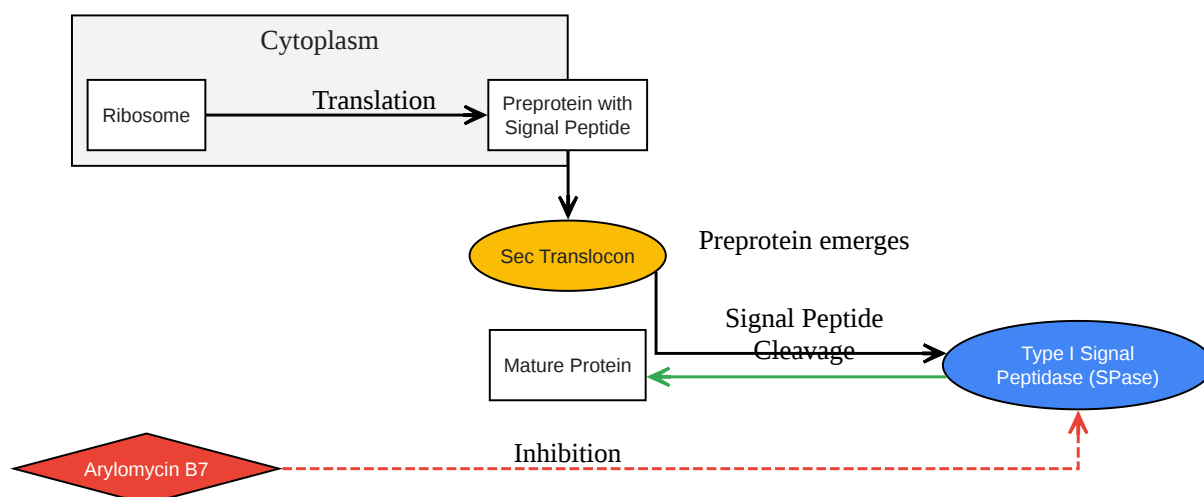 Cytoplasm
Ribosome
Translation
Preprotein with
Signal Peptide
Sec Translocon
Preprotein emerges
Signal Peptide
Cleavage
Mature Protein
Type I Signal
Peptidase (SPase)
Inhibition
Arylomycin B7